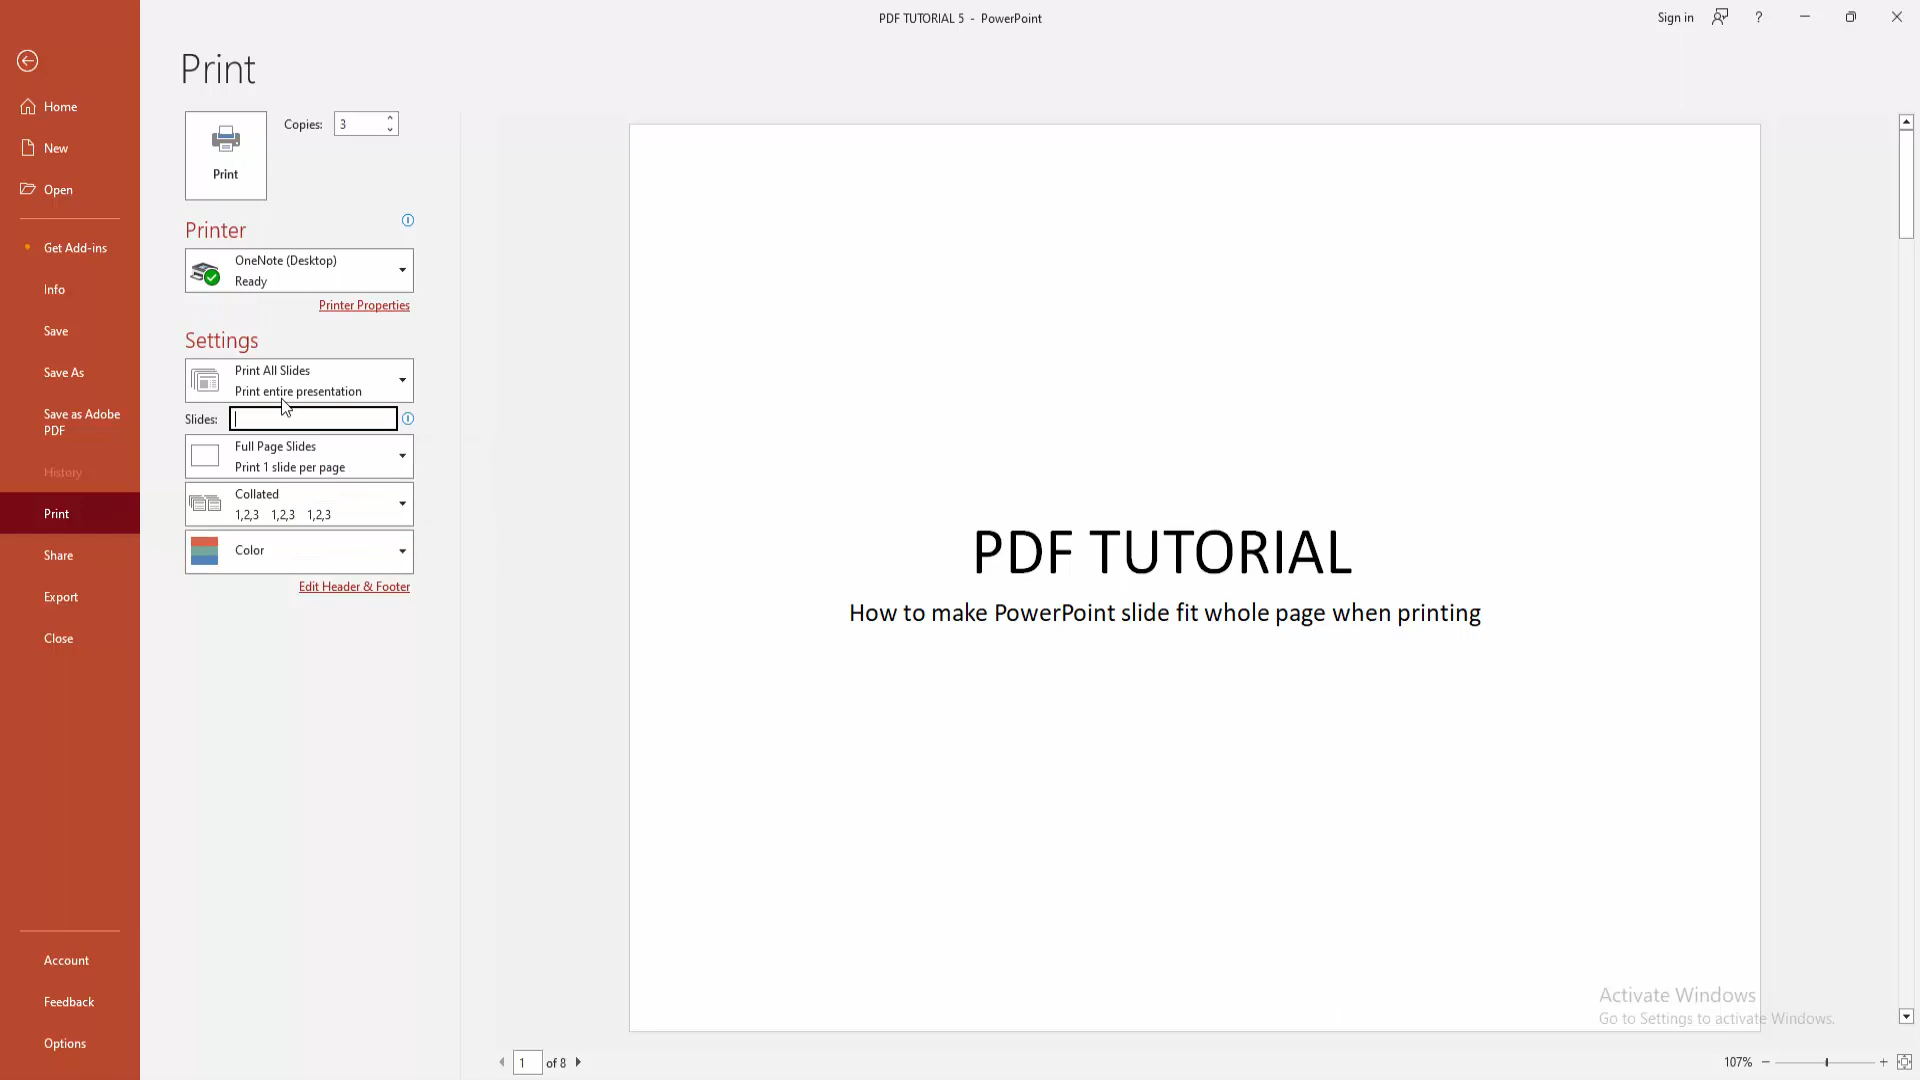 PDF TUTORIAL 5 - PowerPoint
Sign in
?
Home
New
Open
Get Add-ins
Info
Save
Save As
Save as Adobe
PDF
History
Print
Share
Export
Close
Account
Feedback
Options
Print
Print
Copies: 3
Printer
OneNote (Desktop)
Ready
Printer Properties
Settings
Print All Slides
Print entire presentation
Slides:
Full Page Slides
Print 1 slide per page
Collated
1,2,3 1,2,3 1,2,3
Color
Edit Header & Footer
PDF TUTORIAL
How to make PowerPoint slide fit whole page when printing
Activate Windows
Go to Settings to activate Windows.
1 of 8
107%